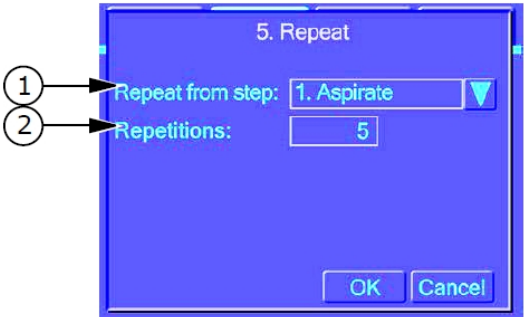 5. Repeat
1 Repeat from step: 1. Aspirate
2 Repetitions: 5
OK Cancel